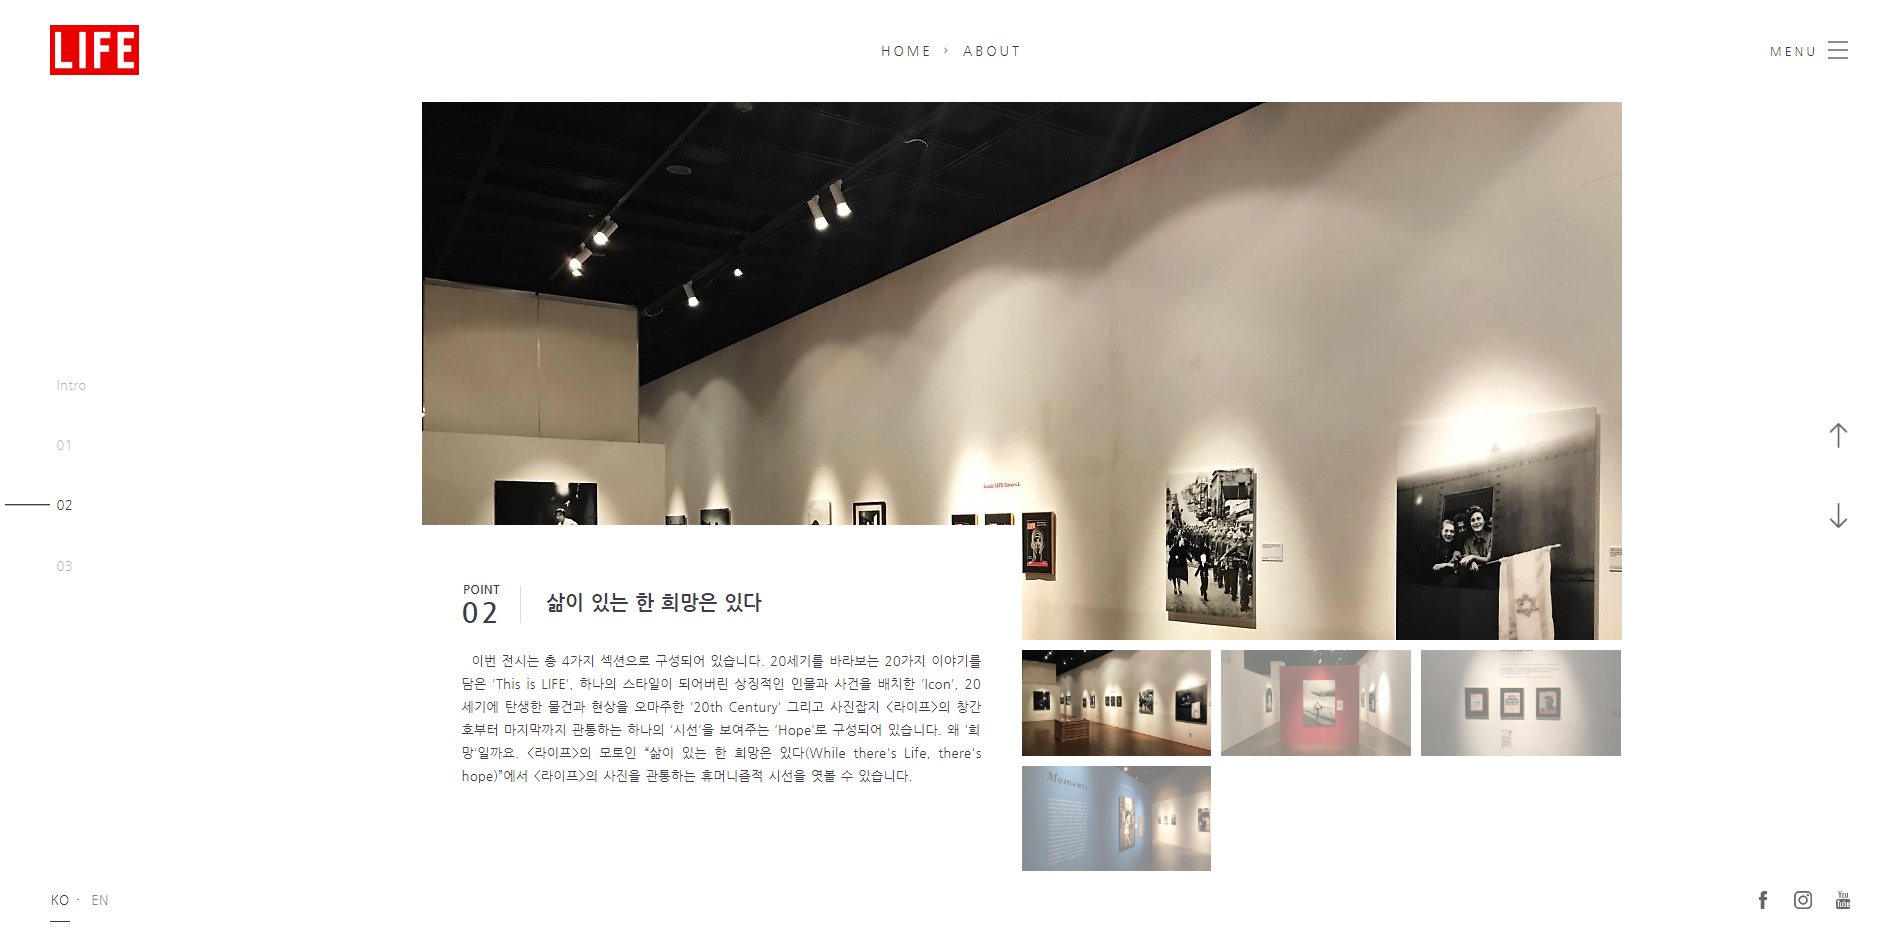 LIFE
HOME › ABOUT
MENU
Intro
01
02
03
POINT
02
삶이 있는 한 희망은 있다
이번 전시는 총 4가지 섹션으로 구성되어 있습니다. 20세기를 바라보는 20가지 이야기를
담은 ‘This is LIFE’, 하나의 스타일이 되어버린 상징적인 인물과 사건을 배치한 ‘Icon’, 20
세기에 탄생한 물건과 현상을 오마주한 ‘20th Century’ 그리고 사진잡지 <라이프>의 창간
호부터 마지막까지 관통하는 하나의 ‘시선’을 보여주는 ‘Hope’로 구성되어 있습니다. 왜 ‘희
망’일까요. <라이프>의 모토인 “삶이 있는 한 희망은 있다(While there's Life, there's
hope)”에서 <라이프>의 사진을 관통하는 휴머니즘적 시선을 엿볼 수 있습니다.
Moments
KO · EN
You
Tube